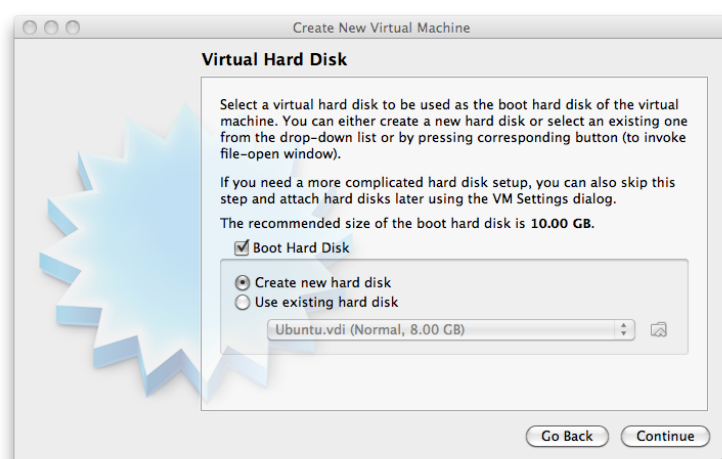 Create New Virtual Machine
Virtual Hard Disk
Select a virtual hard disk to be used as the boot hard disk of the virtual
machine. You can either create a new hard disk or select an existing one
from the drop-down list or by pressing corresponding button (to invoke
file-open window).
If you need a more complicated hard disk setup, you can also skip this
step and attach hard disks later using the VM Settings dialog.
The recommended size of the boot hard disk is 10.00 GB.
Boot Hard Disk
Create new hard disk
Use existing hard disk
Ubuntu.vdi (Normal, 8.00 GB)
Go Back Continue